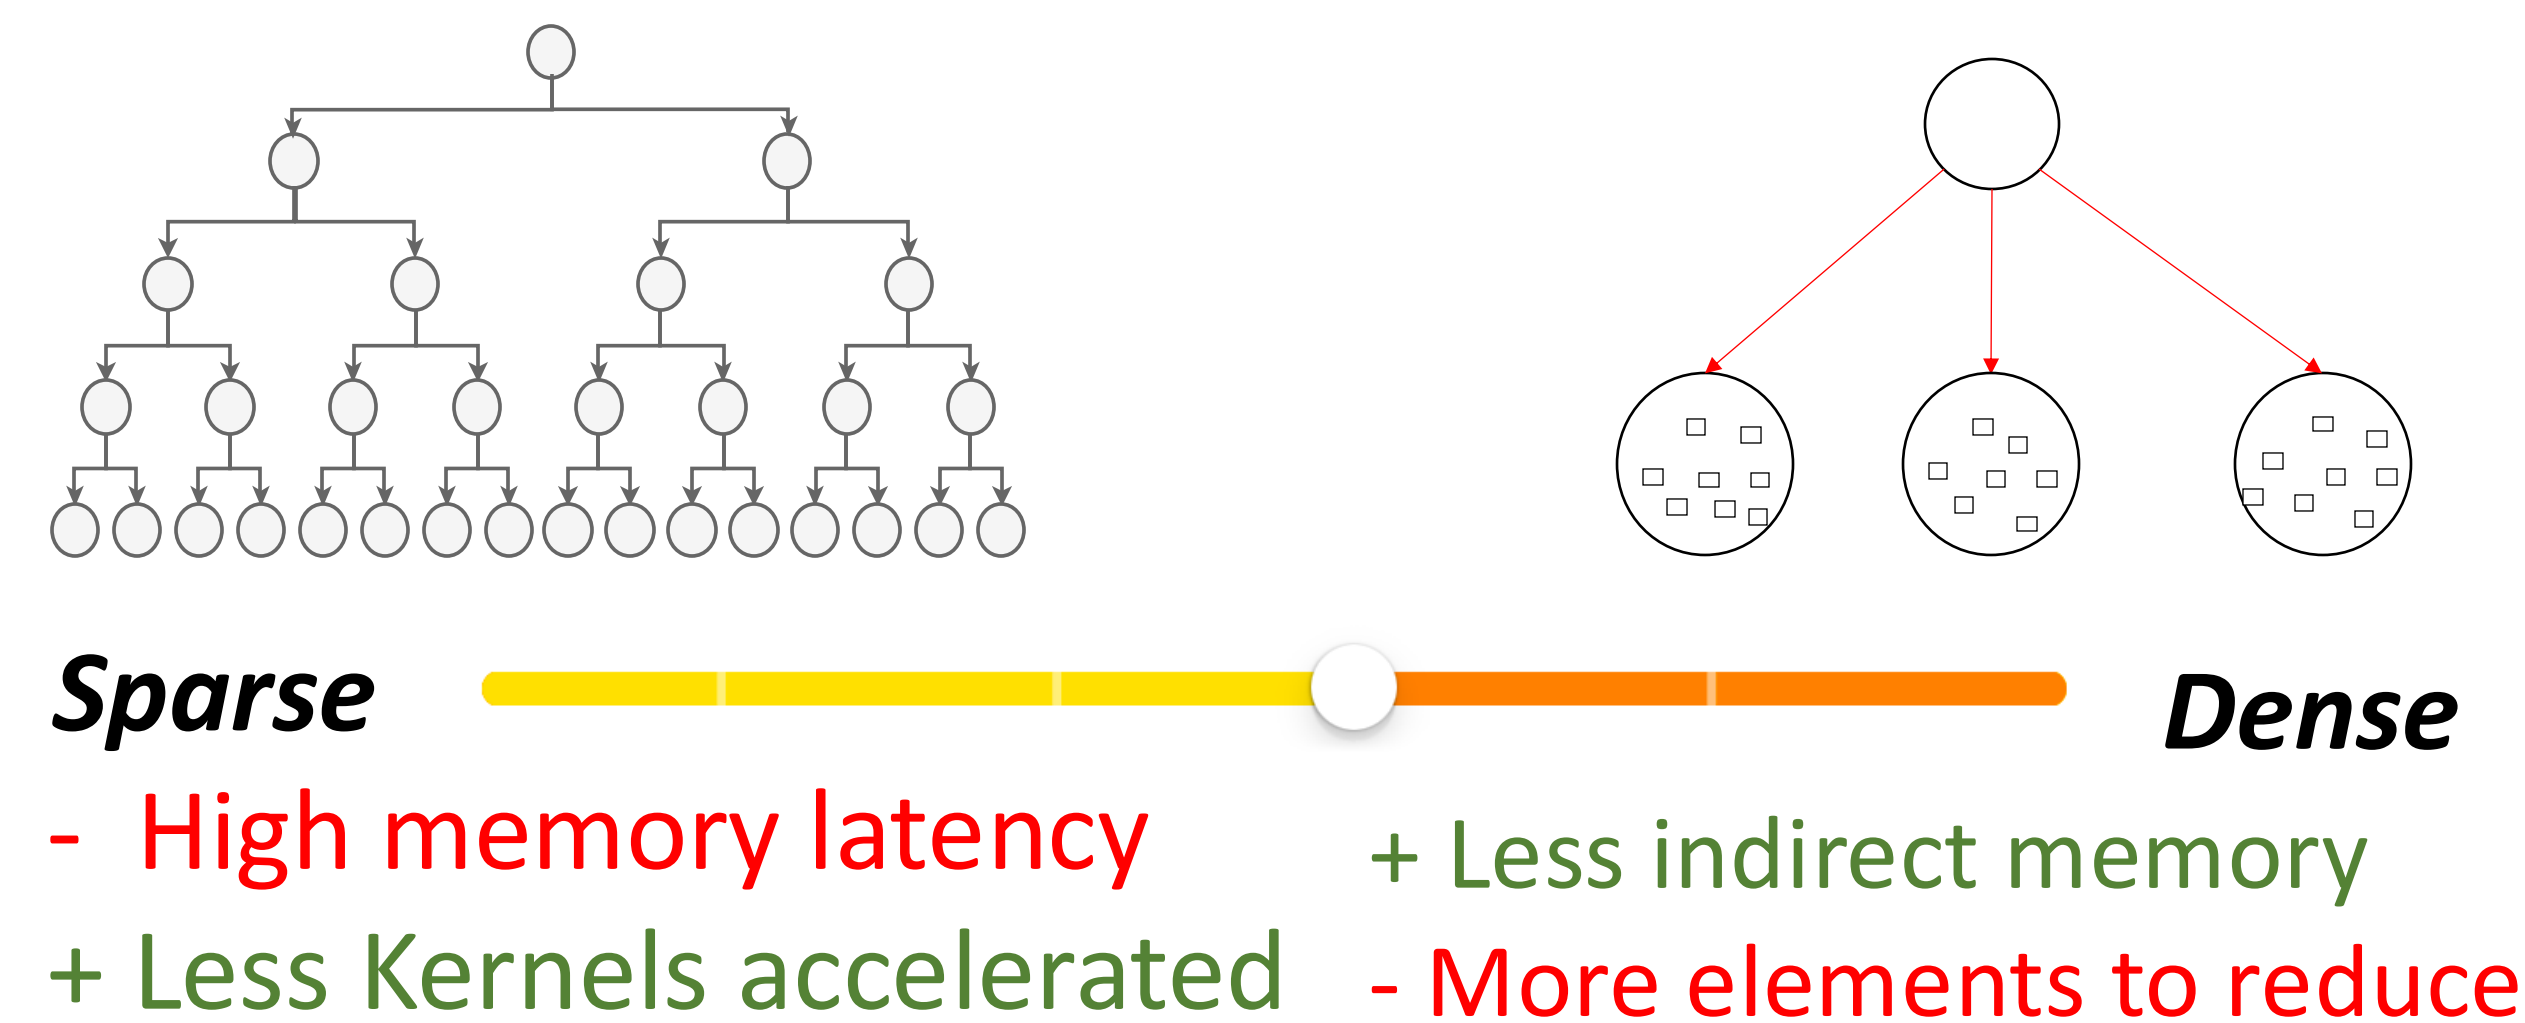 Sparse
Dense
- High memory latency
+ Less Kernels accelerated
+ Less indirect memory
- More elements to reduce